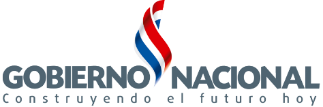 GOBIERNO NACIONAL
Construyendo el futuro hoy